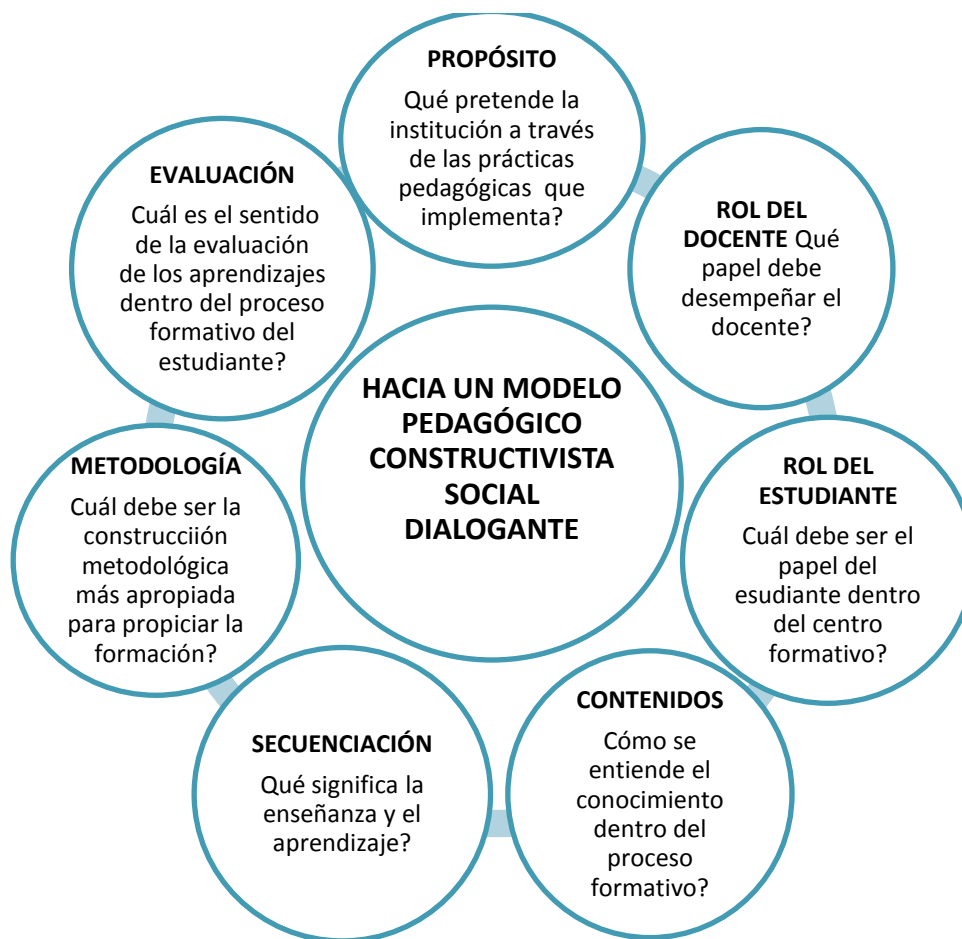 PROPÓSITO
Qué pretende la
institución a través
de las prácticas
pedagógicas que
implementa?
ROL DEL
DOCENTE Qué
papel debe
desempeñar el
docente?
ROL DEL
ESTUDIANTE
Cuál debe ser el
papel del
esudiante dentro
del centro
formativo?
CONTENIDOS
Cómo se
entiende el
conocimiento
dentro del
proceso
formativo?
SECUENCIACIÓN
Qué significa la
enseñanza y el
aprendizaje?
METODOLOGÍA
Cuál debe ser la
construcciión
metodológica
más apropiada
para propiciar la
formación?
EVALUACIÓN
Cuál es el sentido
de la evaluación
de los aprendizajes
dentro del proceso
formativo del
estudiante?
HACIA UN MODELO
PEDAGÓGICO
CONSTRUCTIVISTA
SOCIAL
DIALOGANTE